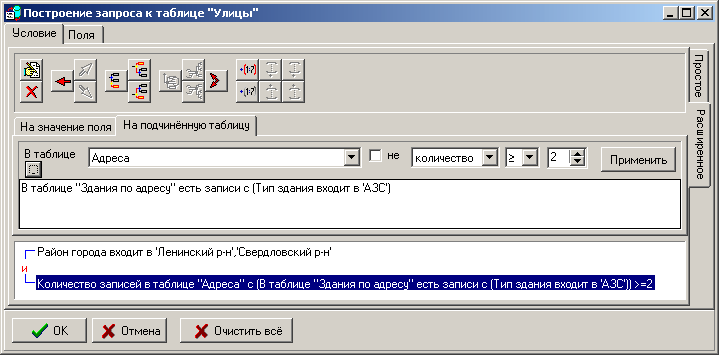 Построение запроса к таблице "Улицы"
Условие Поля
+(1:?)
+(1:?)
Простое
Расширенное
На значение поля На подчинённую таблицу
В таблице Адреса не количество ≥ 2 Применить
В таблице "Здания по адресу" есть записи с (Тип здания входит в 'АЗС')
Район города входит в 'Ленинский р-н','Свердловский р-н'
и
Количество записей в таблице "Адреса" с (В таблице "Здания по адресу" есть записи с (Тип здания входит в 'АЗС')) >=2
OK Отмена Очистить всё